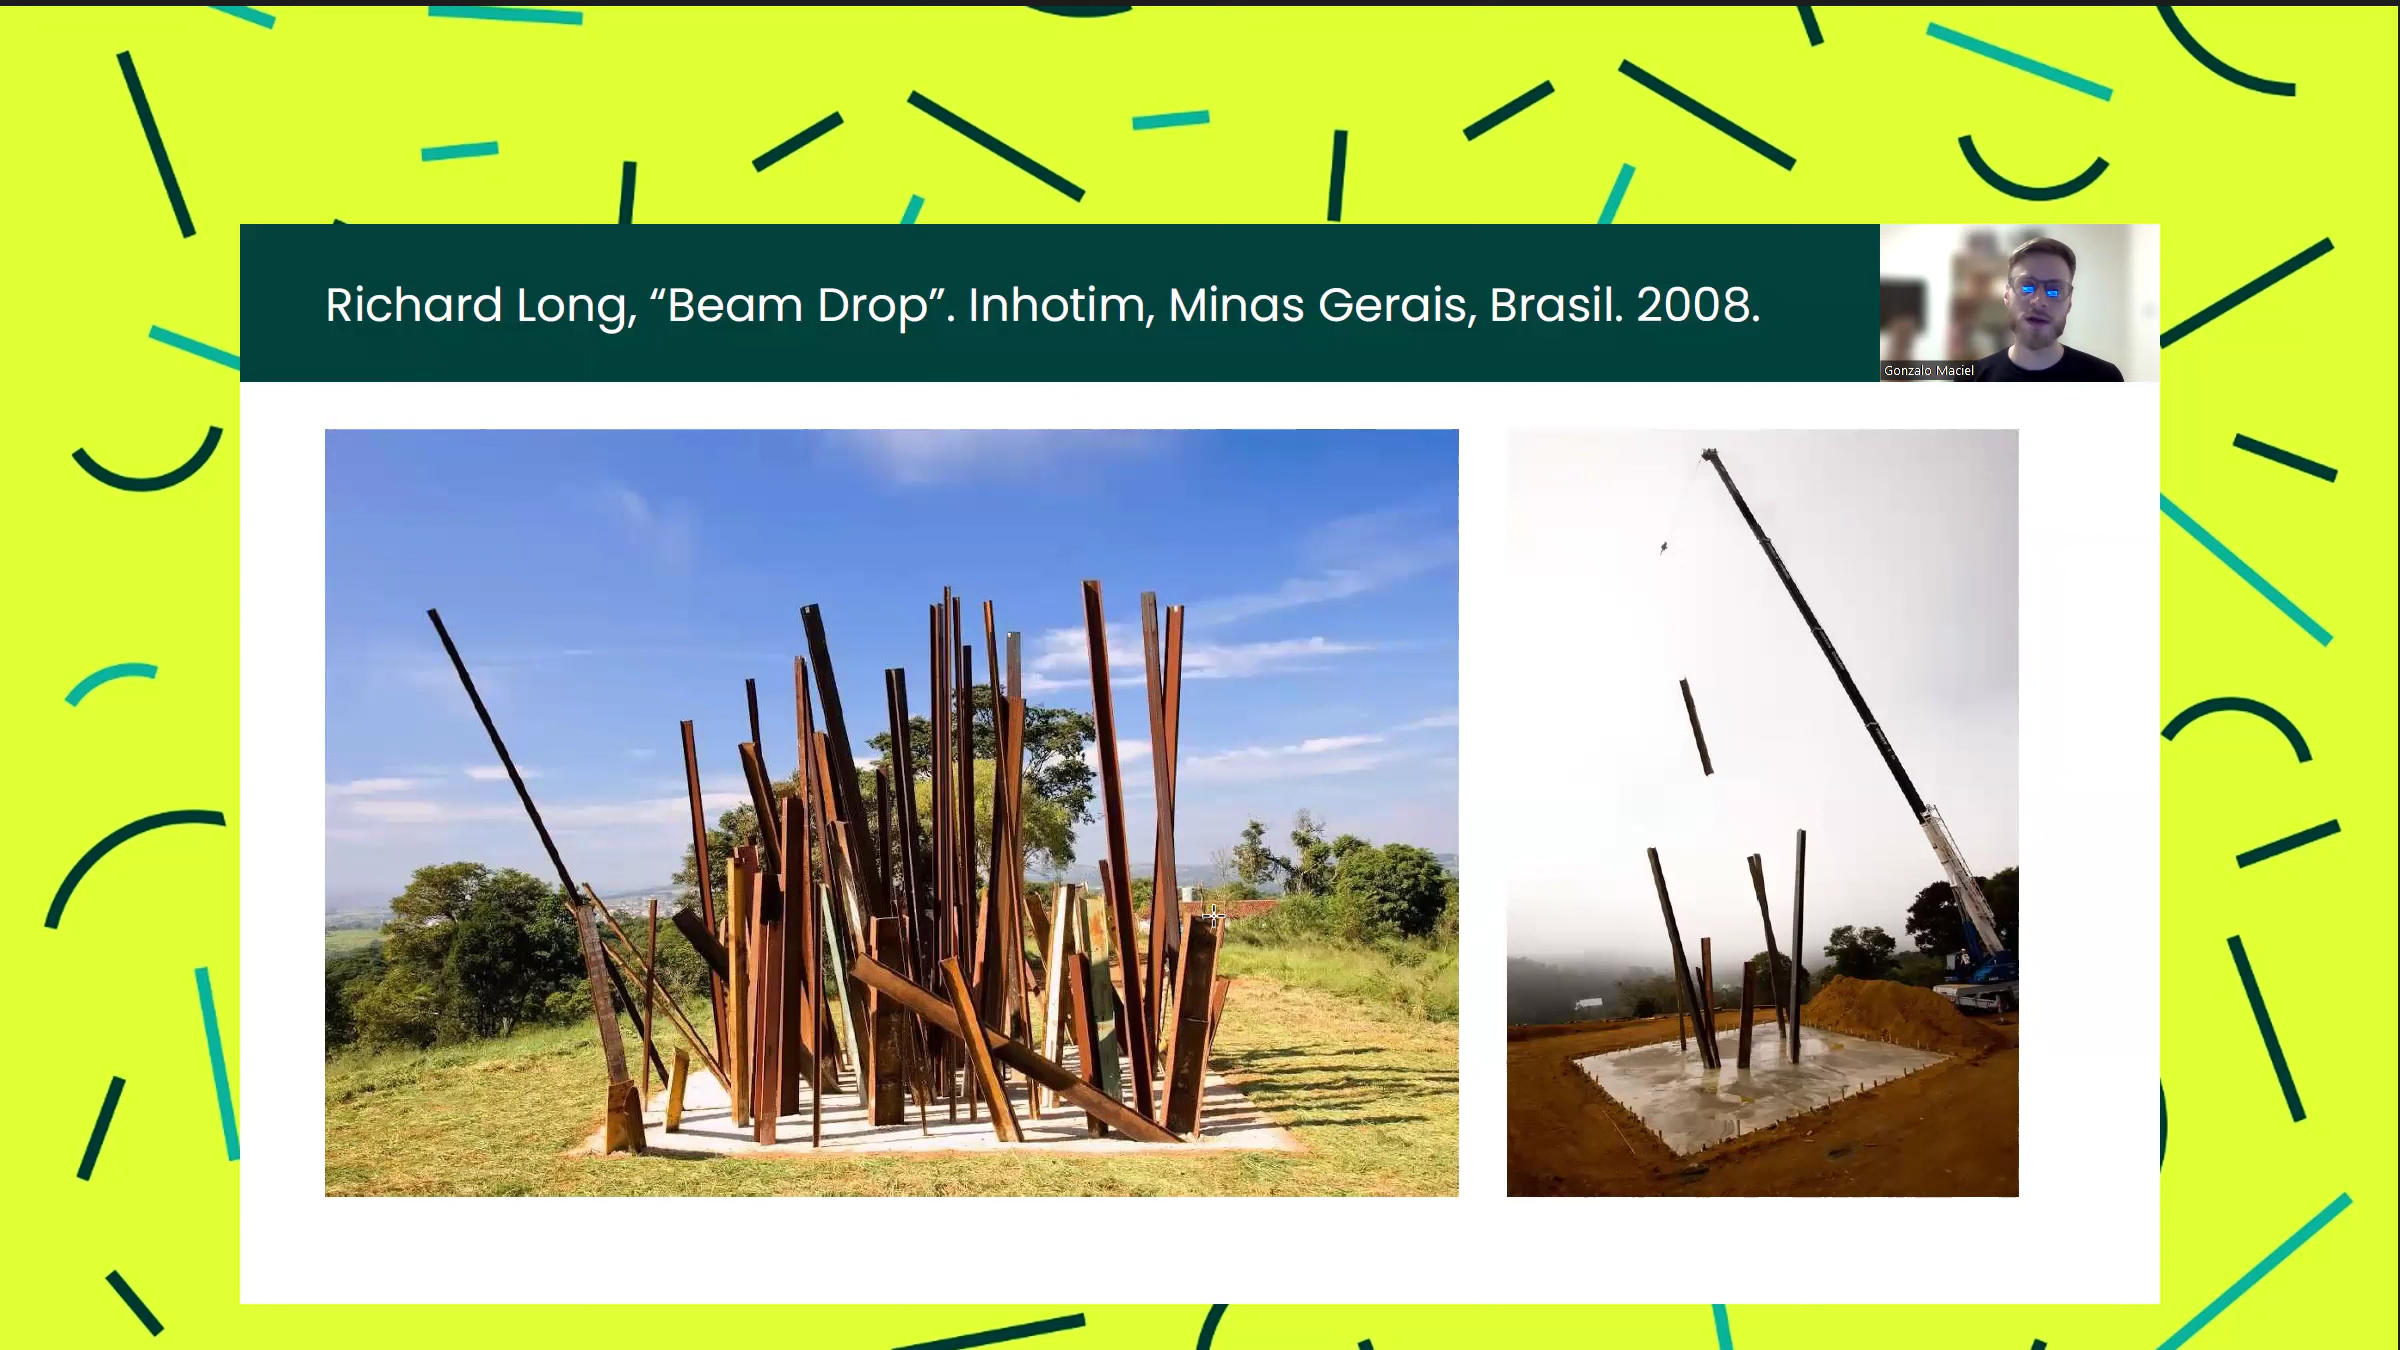 Richard Long, “Beam Drop”. Inhotim, Minas Gerais, Brasil. 2008.
Gonzalo Maciel